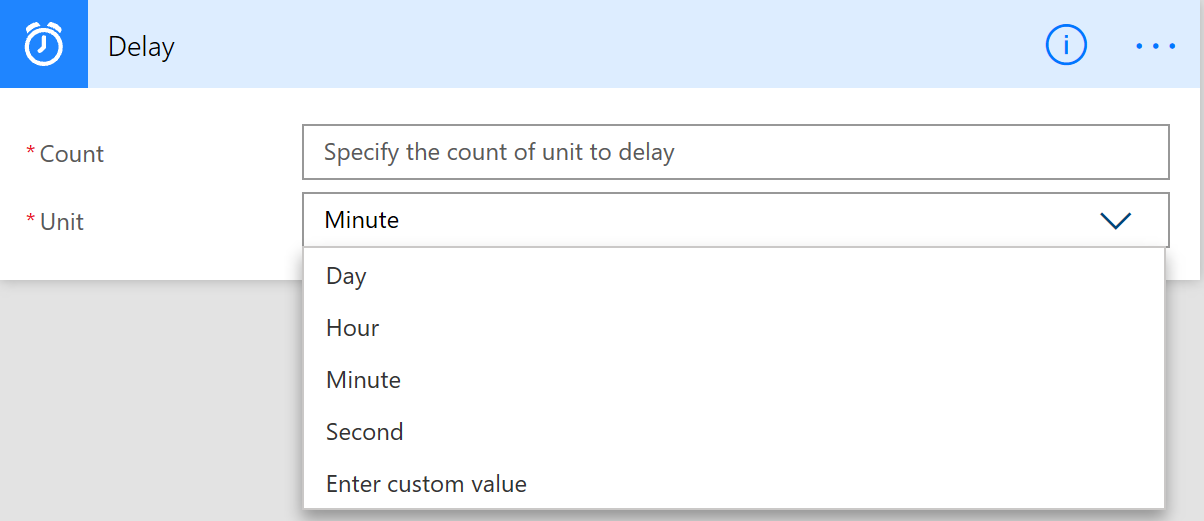 Delay
* Count
Specify the count of unit to delay
* Unit
Minute
Day
Hour
Minute
Second
Enter custom value